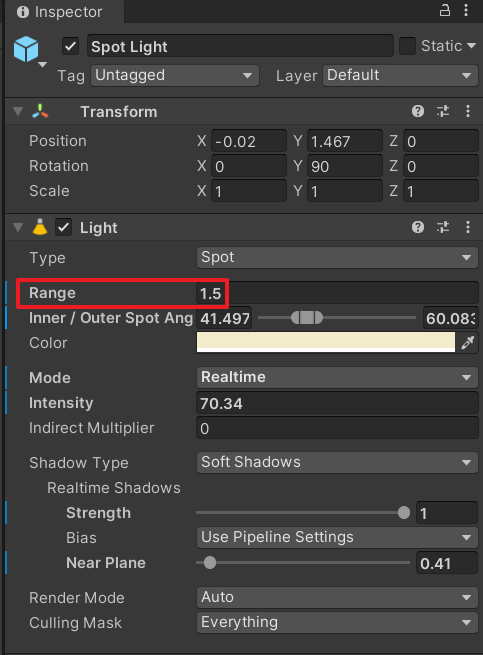 Inspector
Spot Light Static
Tag Untagged Layer Default
Transform
Position X -0.02 Y 1.467 Z 0
Rotation X 0 Y 90 Z 0
Scale X 1 Y 1 Z 1
Light
Type Spot
Range 1.5
Inner / Outer Spot Ang 41.497 60.083
Color
Mode Realtime
Intensity 70.34
Indirect Multiplier 0
Shadow Type Soft Shadows
Realtime Shadows
Strength 1
Bias Use Pipeline Settings
Near Plane 0.41
Render Mode Auto
Culling Mask Everything